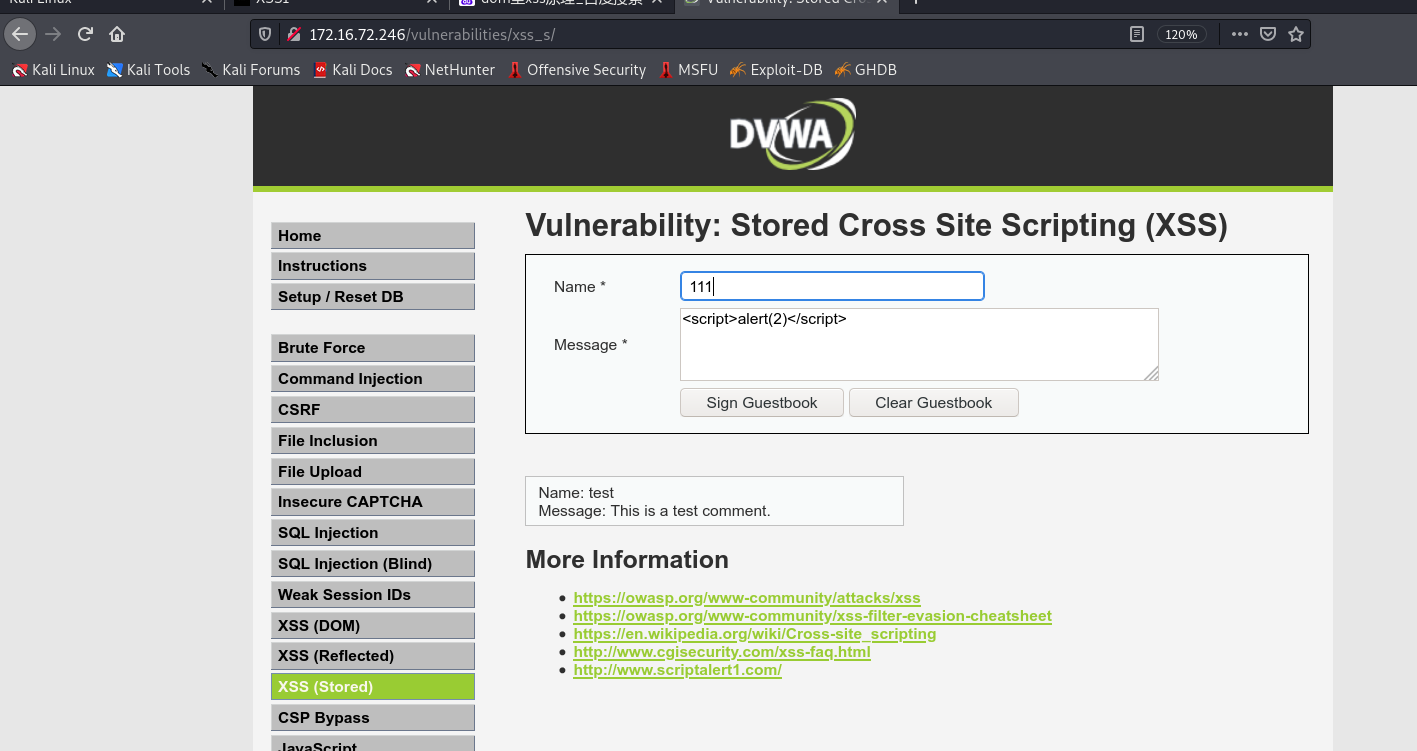 Kali Linux XSS1 dom型xss原理_百度搜索 Vulnerability: Stored Cro
172.16.72.246/vulnerabilities/xss_s/ 120%
Kali Linux Kali Tools Kali Forums Kali Docs NetHunter Offensive Security MSFU Exploit-DB GHDB
DVWA
Home
Instructions
Setup / Reset DB
Brute Force
Command Injection
CSRF
File Inclusion
File Upload
Insecure CAPTCHA
SQL Injection
SQL Injection (Blind)
Weak Session IDs
XSS (DOM)
XSS (Reflected)
XSS (Stored)
CSP Bypass
JavaScript
Vulnerability: Stored Cross Site Scripting (XSS)
Name * 111
Message * <script>alert(2)</script>
Sign Guestbook Clear Guestbook
Name: test
Message: This is a test comment.
More Information
https://owasp.org/www-community/attacks/xss
https://owasp.org/www-community/xss-filter-evasion-cheatsheet
https://en.wikipedia.org/wiki/Cross-site_scripting
http://www.cgisecurity.com/xss-faq.html
http://www.scriptalert1.com/